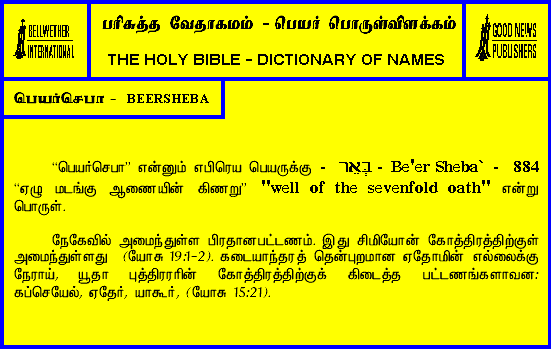 BELLWETHER
INTERNATIONAL
பரிசுத்த வேதாகமம் - பெயர் பொருள்விளக்கம்
THE HOLY BIBLE - DICTIONARY OF NAMES
GOOD NEWS
PUBLISHERS
பெயர்செபா - BEERSHEBA
“பெயர்செபா” என்னும் எபிரெய பெயருக்கு - בְּאֵר - Be'er Sheba` - 884
“ஏழு மடங்கு ஆணையின் கிணறு” "well of the sevenfold oath" என்று
பொருள்.
நேகேவில் அமைந்துள்ள பிரதானபட்டணம். இது சிமியோன் கோத்திரத்திற்குள்
அமைந்துள்ளது (யோசு 19:1-2). கடையாந்தரத் தென்புறமான ஏதோமின் எல்லைக்கு
நேராய், யூதா புத்திரரின் கோத்திரத்திற்குக் கிடைத்த பட்டணங்களாவன:
கப்செயேல், ஏதேர், யாகூர், (யோசு 15:21).